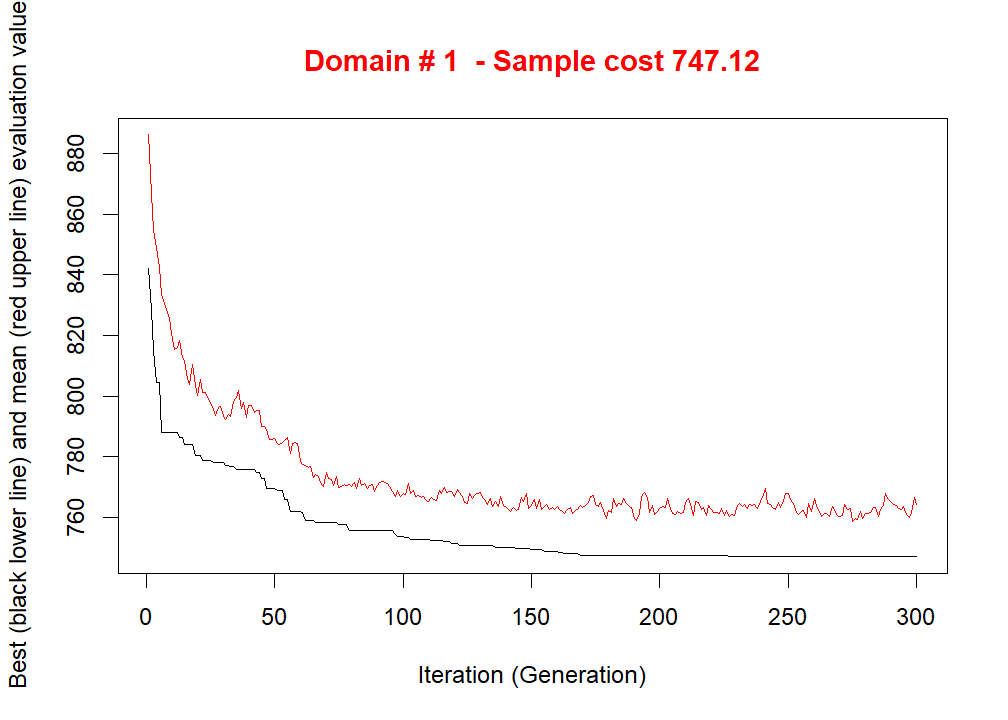 Domain # 1  - Sample cost 747.12
Best (black lower line) and mean (red upper line) evaluation value
880
860
840
820
800
780
760
0 50 100 150 200 250 300
Iteration (Generation)